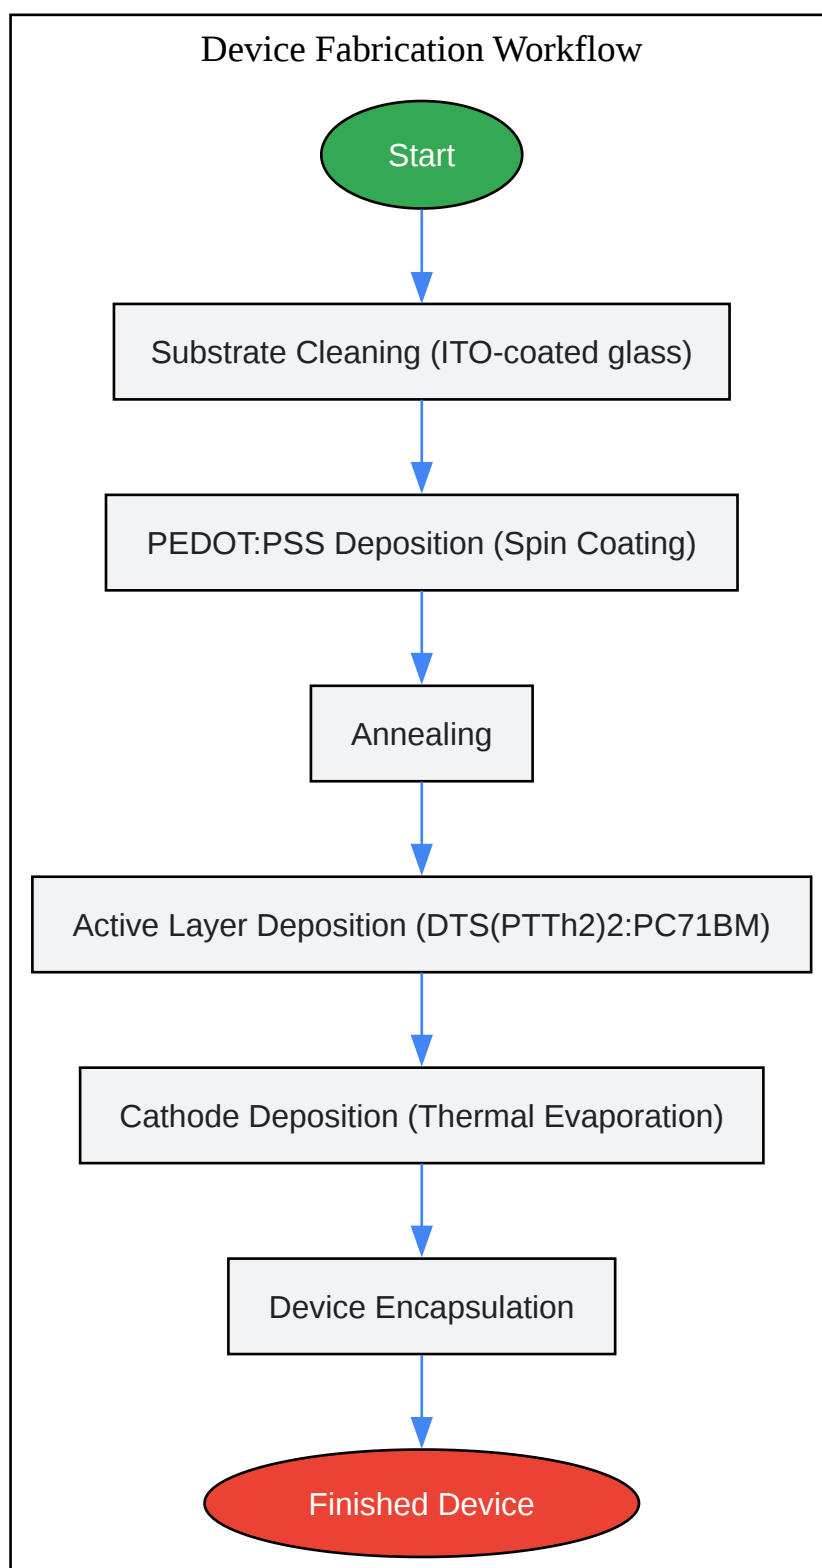 Device Fabrication Workflow
Start
Substrate Cleaning (ITO-coated glass)
PEDOT:PSS Deposition (Spin Coating)
Annealing
Active Layer Deposition (DTS(PTTh2)2:PC71BM)
Cathode Deposition (Thermal Evaporation)
Device Encapsulation
Finished Device